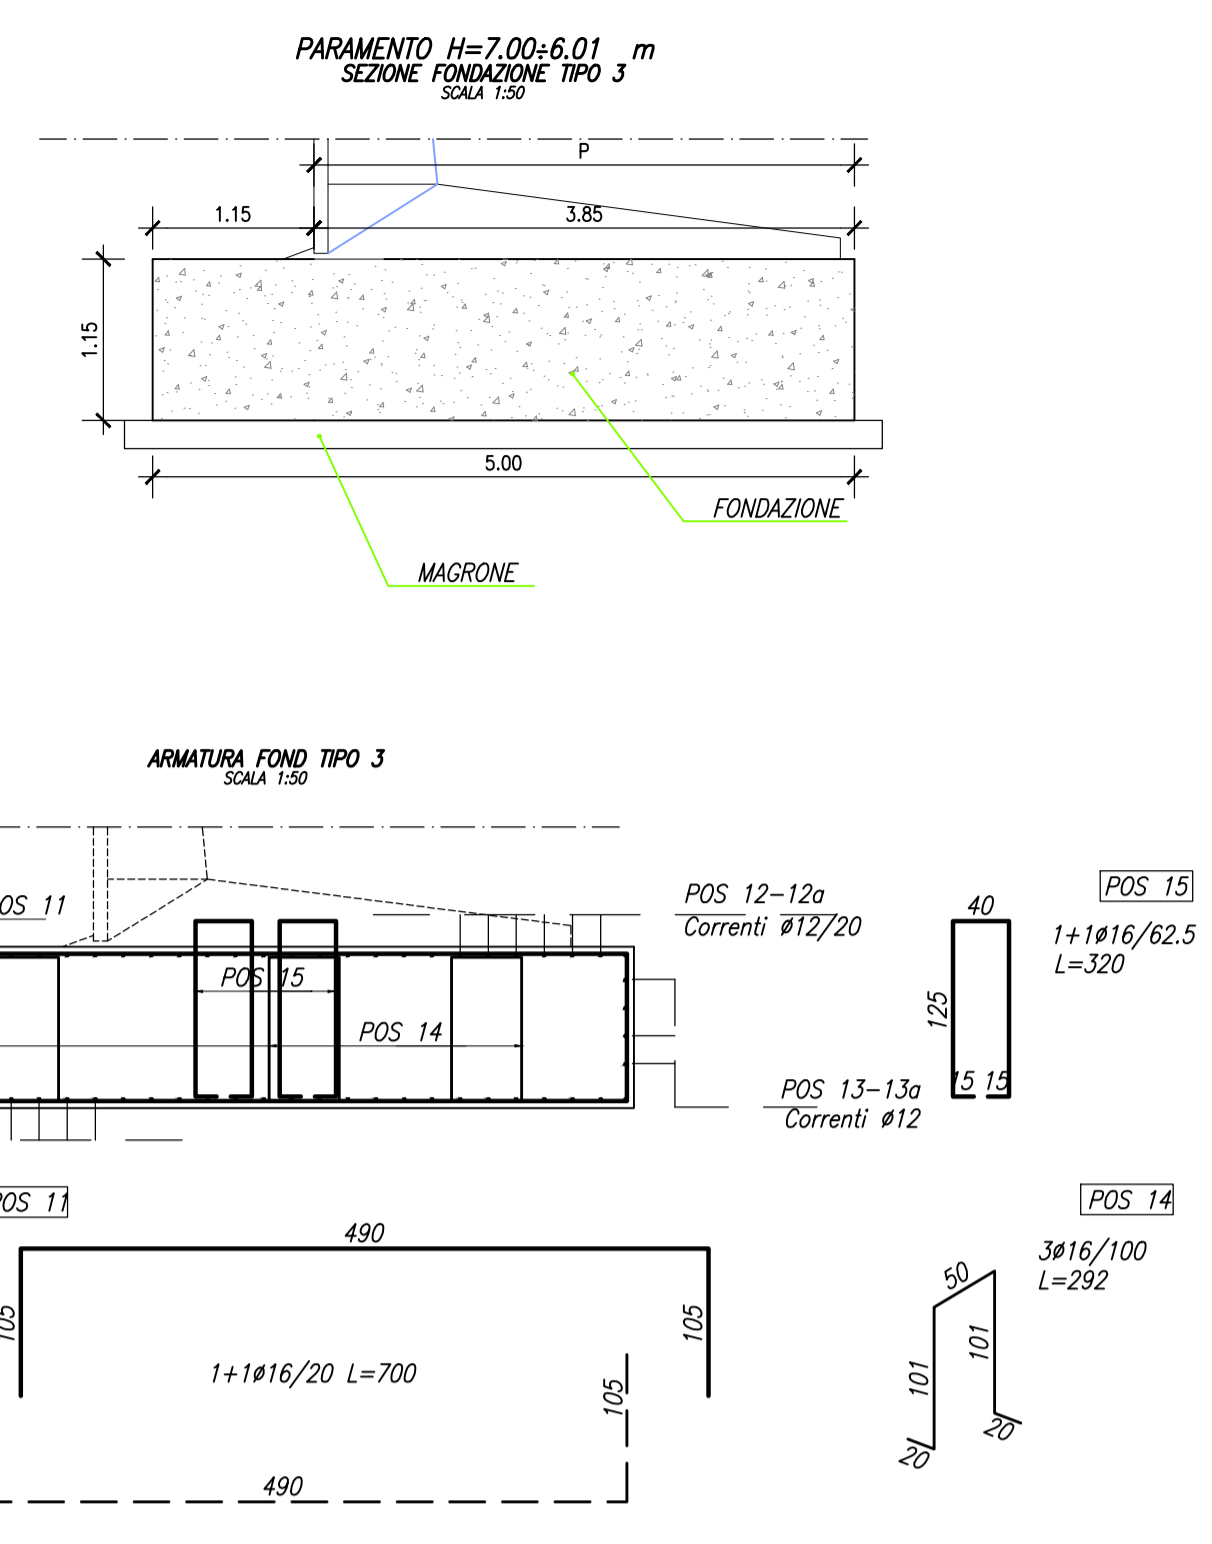 PARAMENTO H=7.00÷6.01 m
SEZIONE FONDAZIONE TIPO 3
SCALA 1:50
P
1.15
3.85
1.15
5.00
FONDAZIONE
MAGRONE
ARMATURA FOND TIPO 3
SCALA 1:50
OS 11
POS 12-12a
Correnti ø12/20
POS 15
POS 14
POS 13-13a
Correnti ø12
POS 15
40
1+1ø16/62.5
L=320
125
15 15
POS 11
490
105
105
1+1ø16/20 L=700
105
490
POS 14
3ø16/100
L=292
50
101
101
20
20